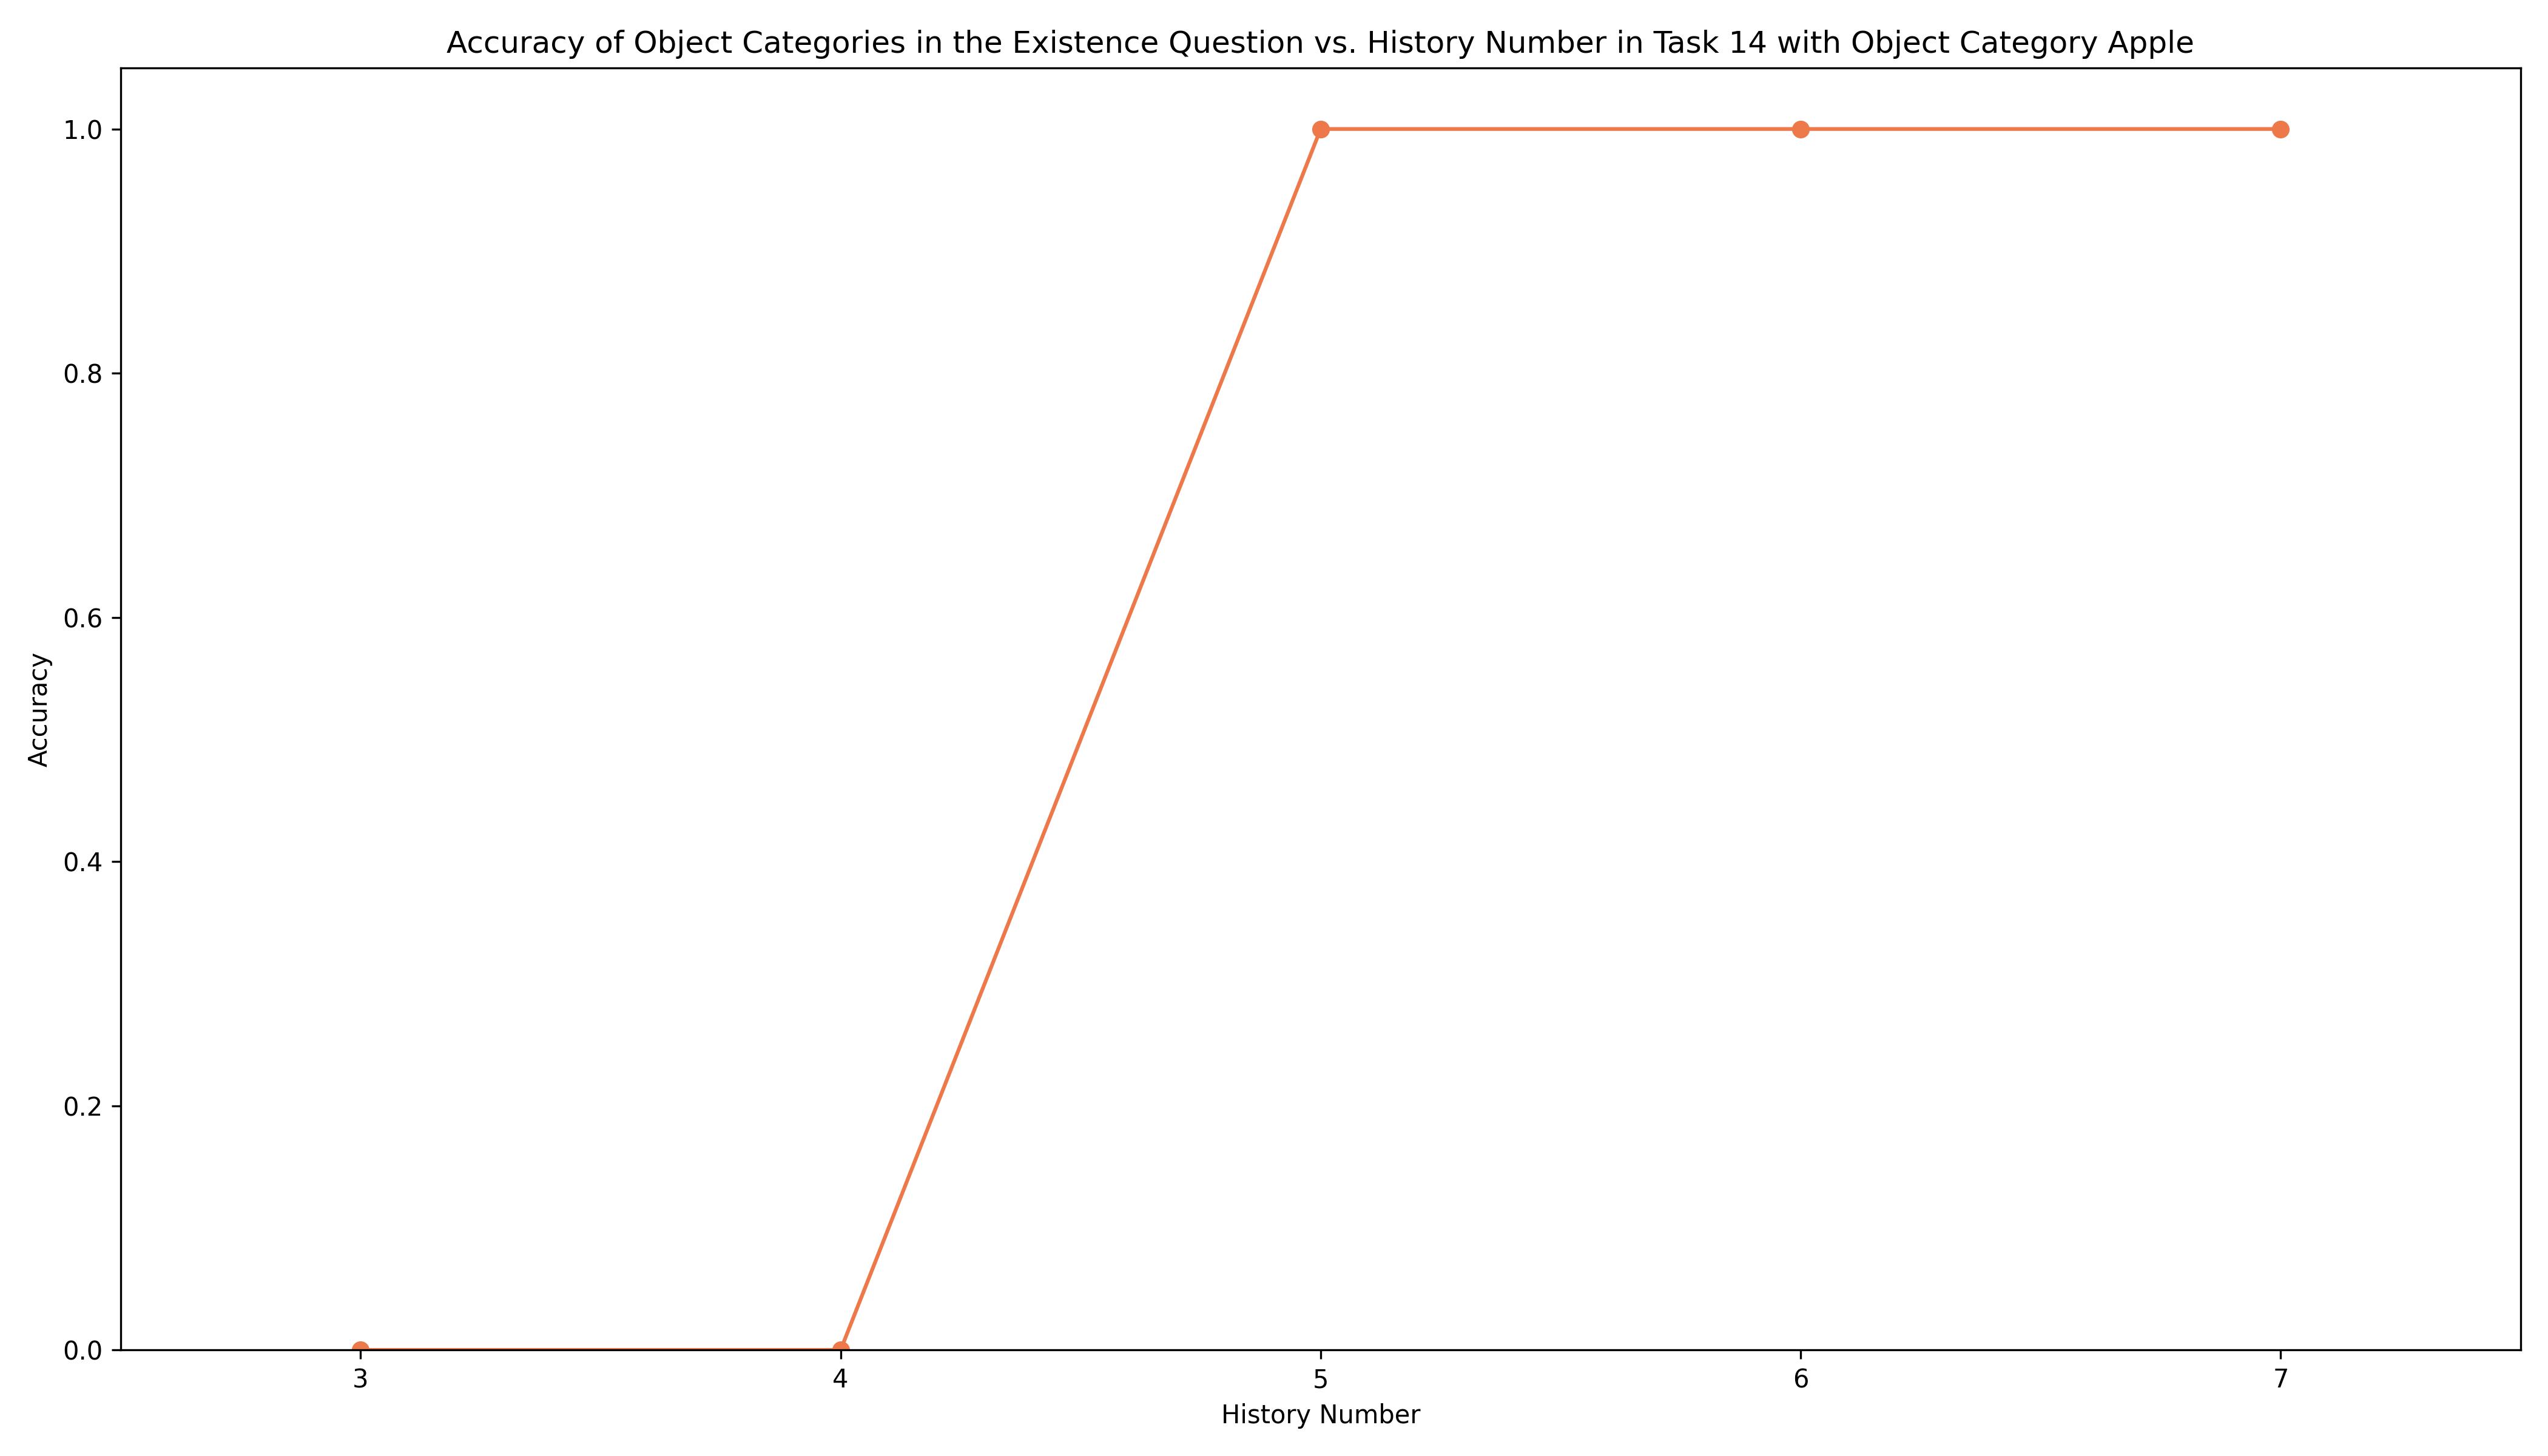 Accuracy of Object Categories in the Existence Question vs. History Number in Task 14 with Object Category Apple
1.0
0.8
0.6
0.4
0.2
0.0
Accuracy
3 4 5 6 7
History Number